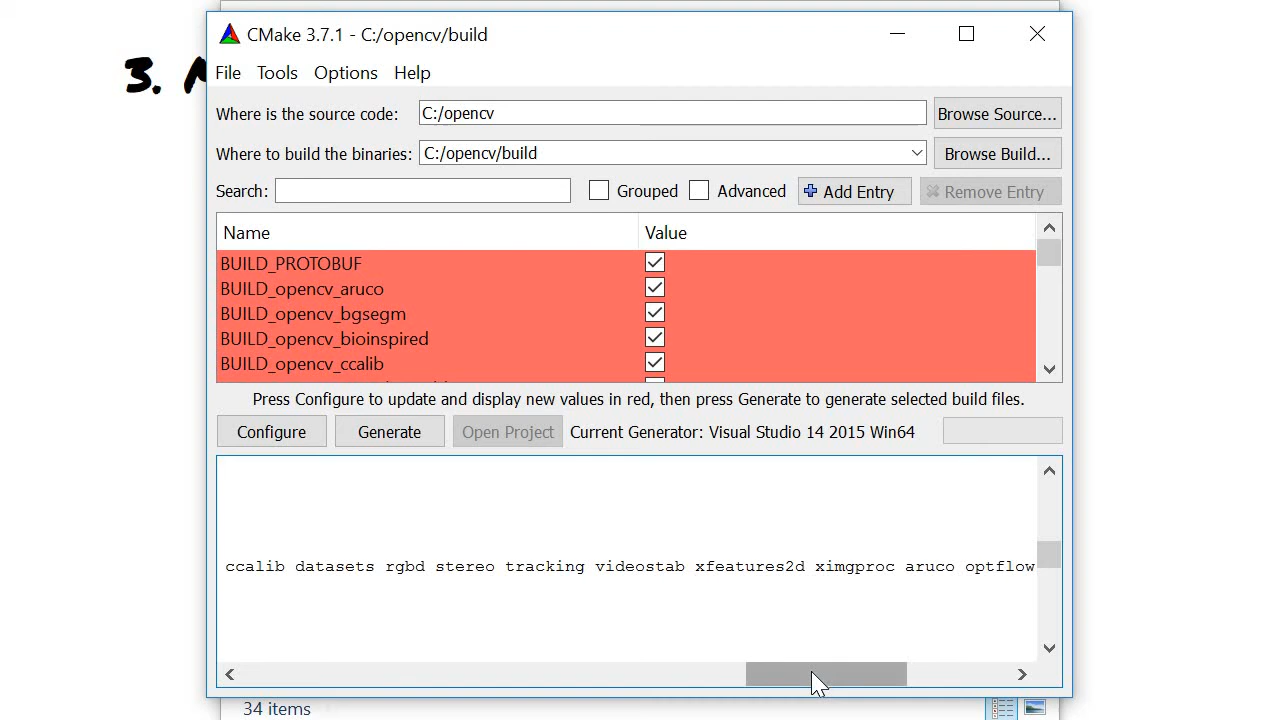 CMake 3.7.1 - C:/opencv/build
3.
File Tools Options Help
Where is the source code: C:/opencv Browse Source...
Where to build the binaries: C:/opencv/build Browse Build...
Search: Grouped Advanced Add Entry Remove Entry
Name Value
BUILD_PROTOBUF
BUILD_opencv_aruco
BUILD_opencv_bgsegm
BUILD_opencv_bioinspired
BUILD_opencv_ccalib
Press Configure to update and display new values in red, then press Generate to generate selected build files.
Configure Generate Open Project Current Generator: Visual Studio 14 2015 Win64
ccalib datasets rgbd stereo tracking videostab xfeatures2d ximgproc aruco optflow
34 items